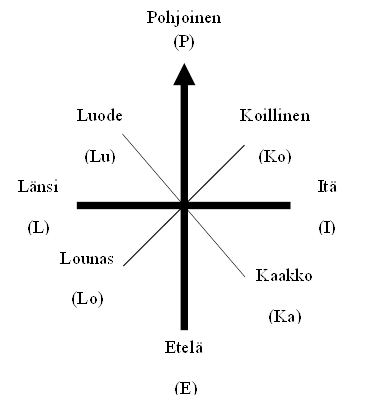 Pohjoinen
(P)
Luode
Koillinen
(Lu)
(Ko)
Länsi
Itä
(L)
(I)
Lounas
Kaakko
(Lo)
(Ka)
Etelä
(E)